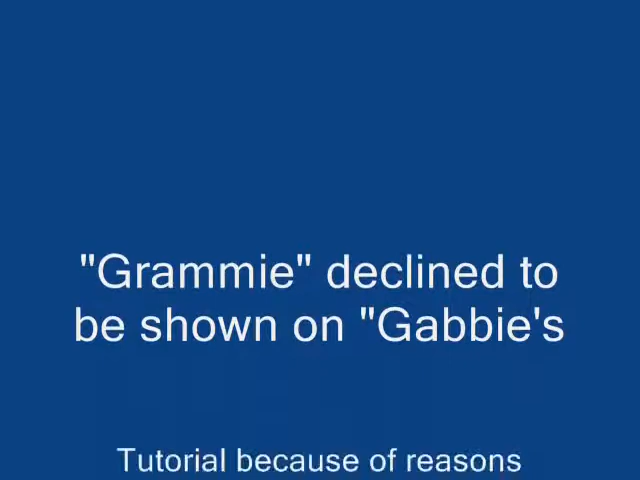 "Grammie" declined to
be shown on "Gabbie's
Tutorial because of reasons